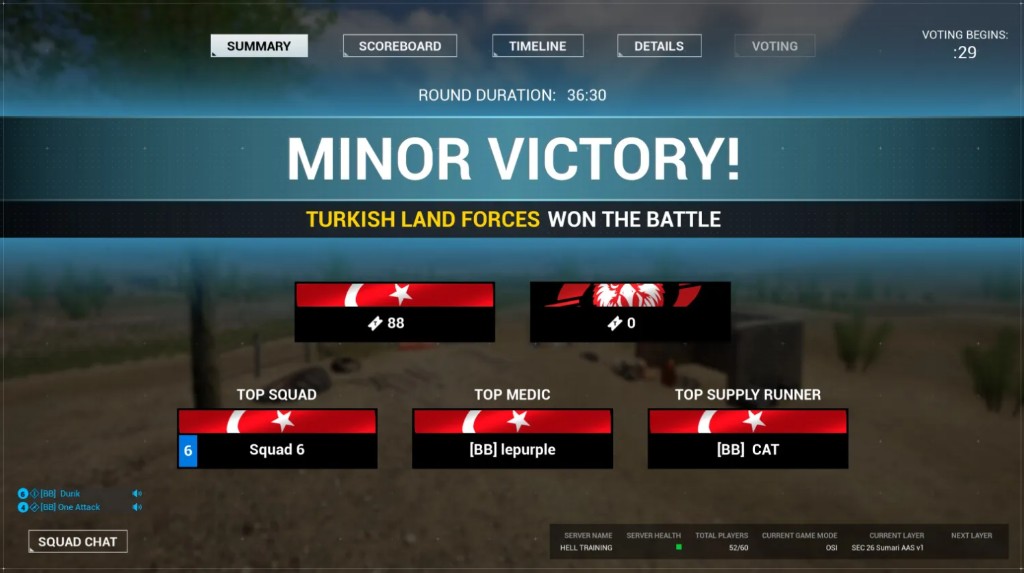 SUMMARY
SCOREBOARD
TIMELINE
DETAILS
VOTING
VOTING BEGINS:
:29
ROUND DURATION: 36:30
MINOR VICTORY!
TURKISH LAND FORCES WON THE BATTLE
88
0
TOP SQUAD
TOP MEDIC
TOP SUPPLY RUNNER
6 Squad 6
[BB] lepurple
[BB] CAT
6 [BB] Durik
4 [BB] One Attack
SQUAD CHAT
SERVER NAME
SERVER HEALTH
TOTAL PLAYERS
CURRENT GAME MODE
CURRENT LAYER
NEXT LAYER
HELL TRAINING
52/60
OSI
SEC 26 Sumari AAS v1